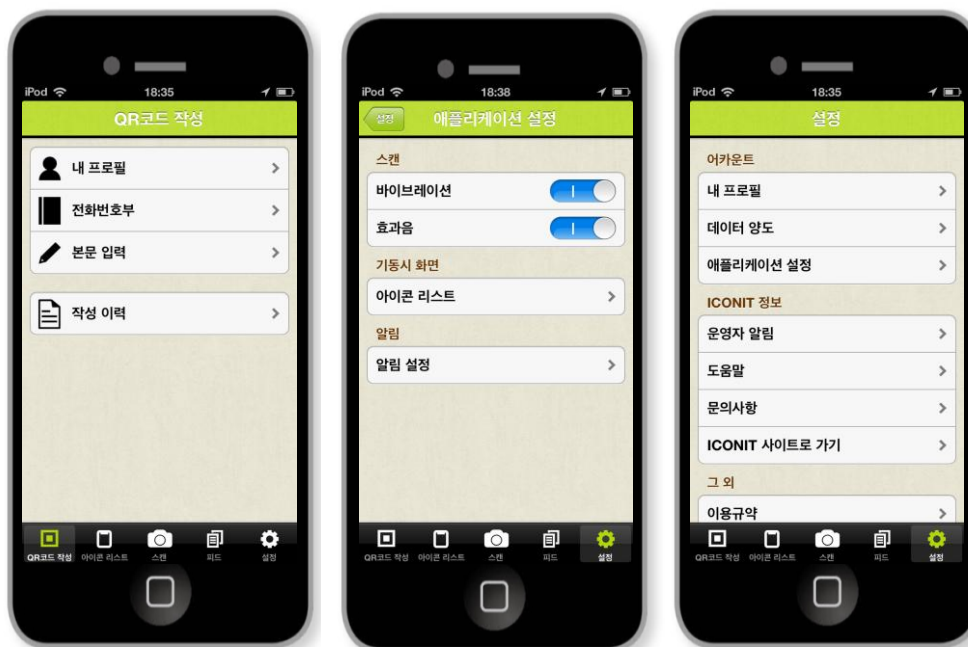 iPod 18:35
QR코드 작성
내 프로필
전화번호부
본문 입력
작성 이력
QR코드 작성 아이콘 리스트 스캔 피드 설정
iPod 18:38
설정 애플리케이션 설정
스캔
바이브레이션
효과음
기동시 화면
아이콘 리스트
알림
알림 설정
QR코드 작성 아이콘 리스트 스캔 피드 설정
iPod 18:35
설정
어카운트
내 프로필
데이터 양도
애플리케이션 설정
ICONIT 정보
운영자 알림
도움말
문의사항
ICONIT 사이트로 가기
그 외
이용규약
QR코드 작성 아이콘 리스트 스캔 피드 설정